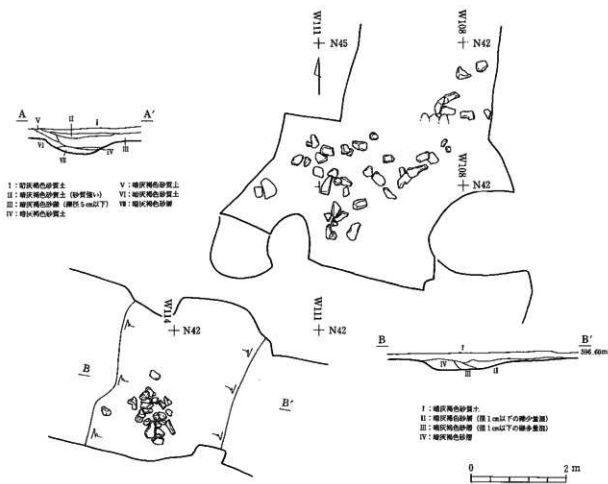 W111
N45
W108
N42
A
A'
V
II
I
VI
VII
IV
III
I：暗灰褐色砂質土
II：暗灰褐色砂質土（砂質強い）
III：暗灰褐色砂層（礫径5cm以下）
IV：暗灰褐色砂質土
V：暗灰褐色砂質土
VI：暗灰褐色砂質土
VII：暗灰褐色砂層
W108
N42
W114
N42
W111
N42
B
B'
B
B'
I
IV
III
II
396.60m
I：暗灰褐色砂質土
II：暗灰褐色砂層（径1cm以下の礫少量混）
III：暗灰褐色砂層（径1cm以下の礫多量混）
IV：暗灰褐色砂層
0
2 m